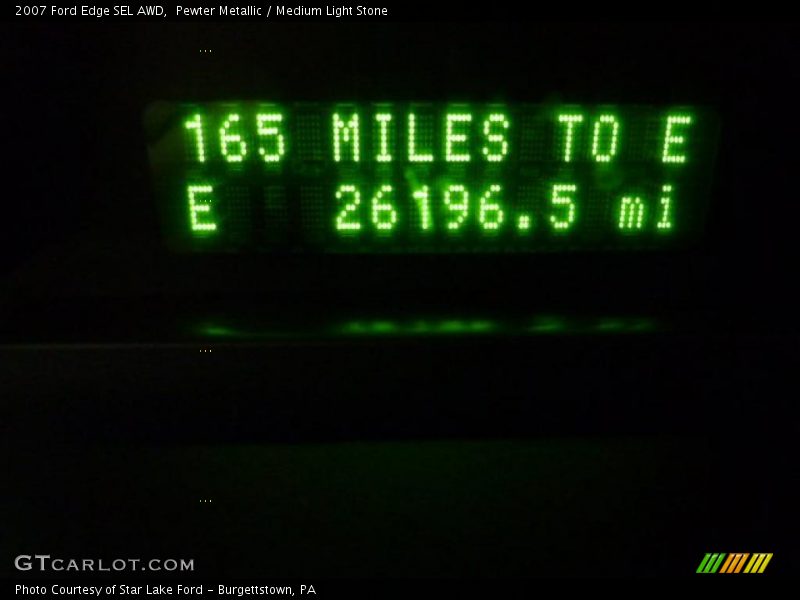 2007 Ford Edge SEL AWD,  Pewter Metallic / Medium Light Stone
...
165 MILES TO E
E 26196.5 mi
...
...
GTCARLOT.COM
Photo Courtesy of Star Lake Ford - Burgettstown, PA